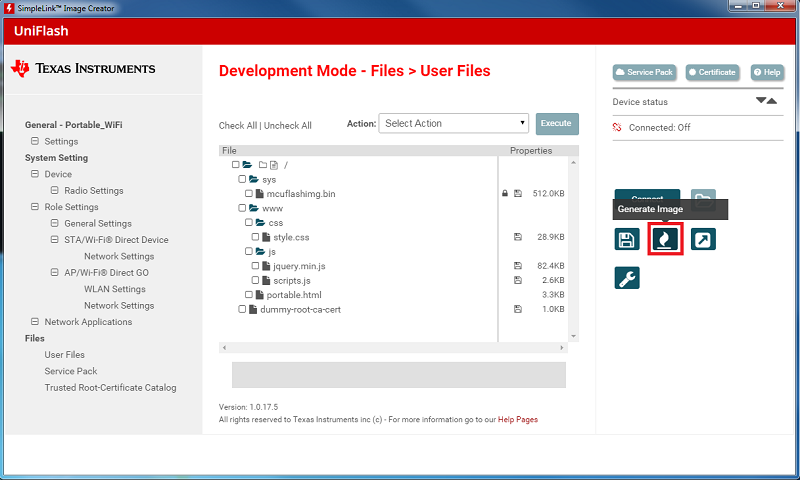 SimpleLink™ Image Creator
UniFlash
TEXAS INSTRUMENTS
General - Portable_WiFi
Settings
System Setting
Device
Radio Settings
Role Settings
General Settings
STA/Wi-Fi® Direct Device
Network Settings
AP/Wi-Fi® Direct GO
WLAN Settings
Network Settings
Network Applications
Files
User Files
Service Pack
Trusted Root-Certificate Catalog
Development Mode - Files > User Files
Check All | Uncheck All Action: Select Action Execute
File Properties
/
sys
mcuflashimg.bin 512.0KB
www
css
style.css 28.9KB
js
jquery.min.js 82.4KB
scripts.js 2.6KB
portable.html 3.3KB
dummy-root-ca-cert 1.0KB
Version: 1.0.17.5
All rights reserved to Texas Instruments inc (c) - For more information go to our Help Pages
Service Pack Certificate Help
Device status
Connected: Off
Connect
Generate Image